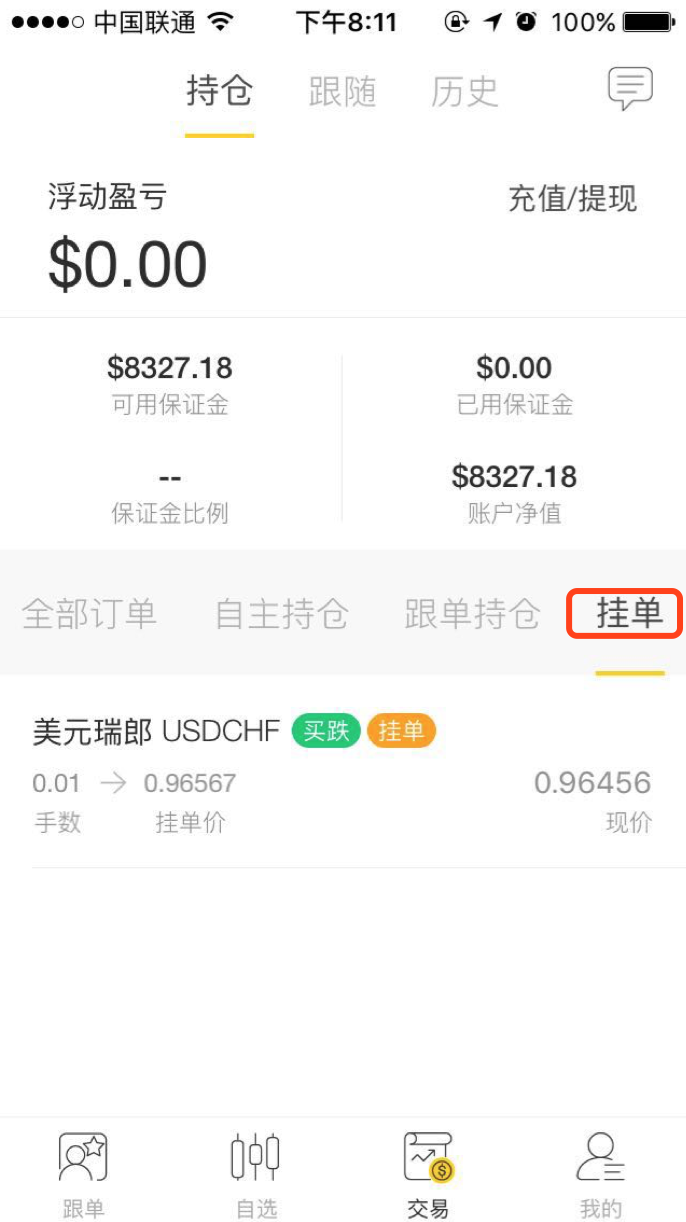 中国联通 下午8:11 100%
持仓 跟随 历史
浮动盈亏 充值/提现
$0.00
$8327.18 $0.00
可用保证金 已用保证金
-- $8327.18
保证金比例 账户净值
全部订单 自主持仓 跟单持仓 挂单
美元瑞郎 USDCHF 买跌 挂单
0.01 → 0.96567 0.96456
手数 挂单价 现价
跟单 自选 交易 我的